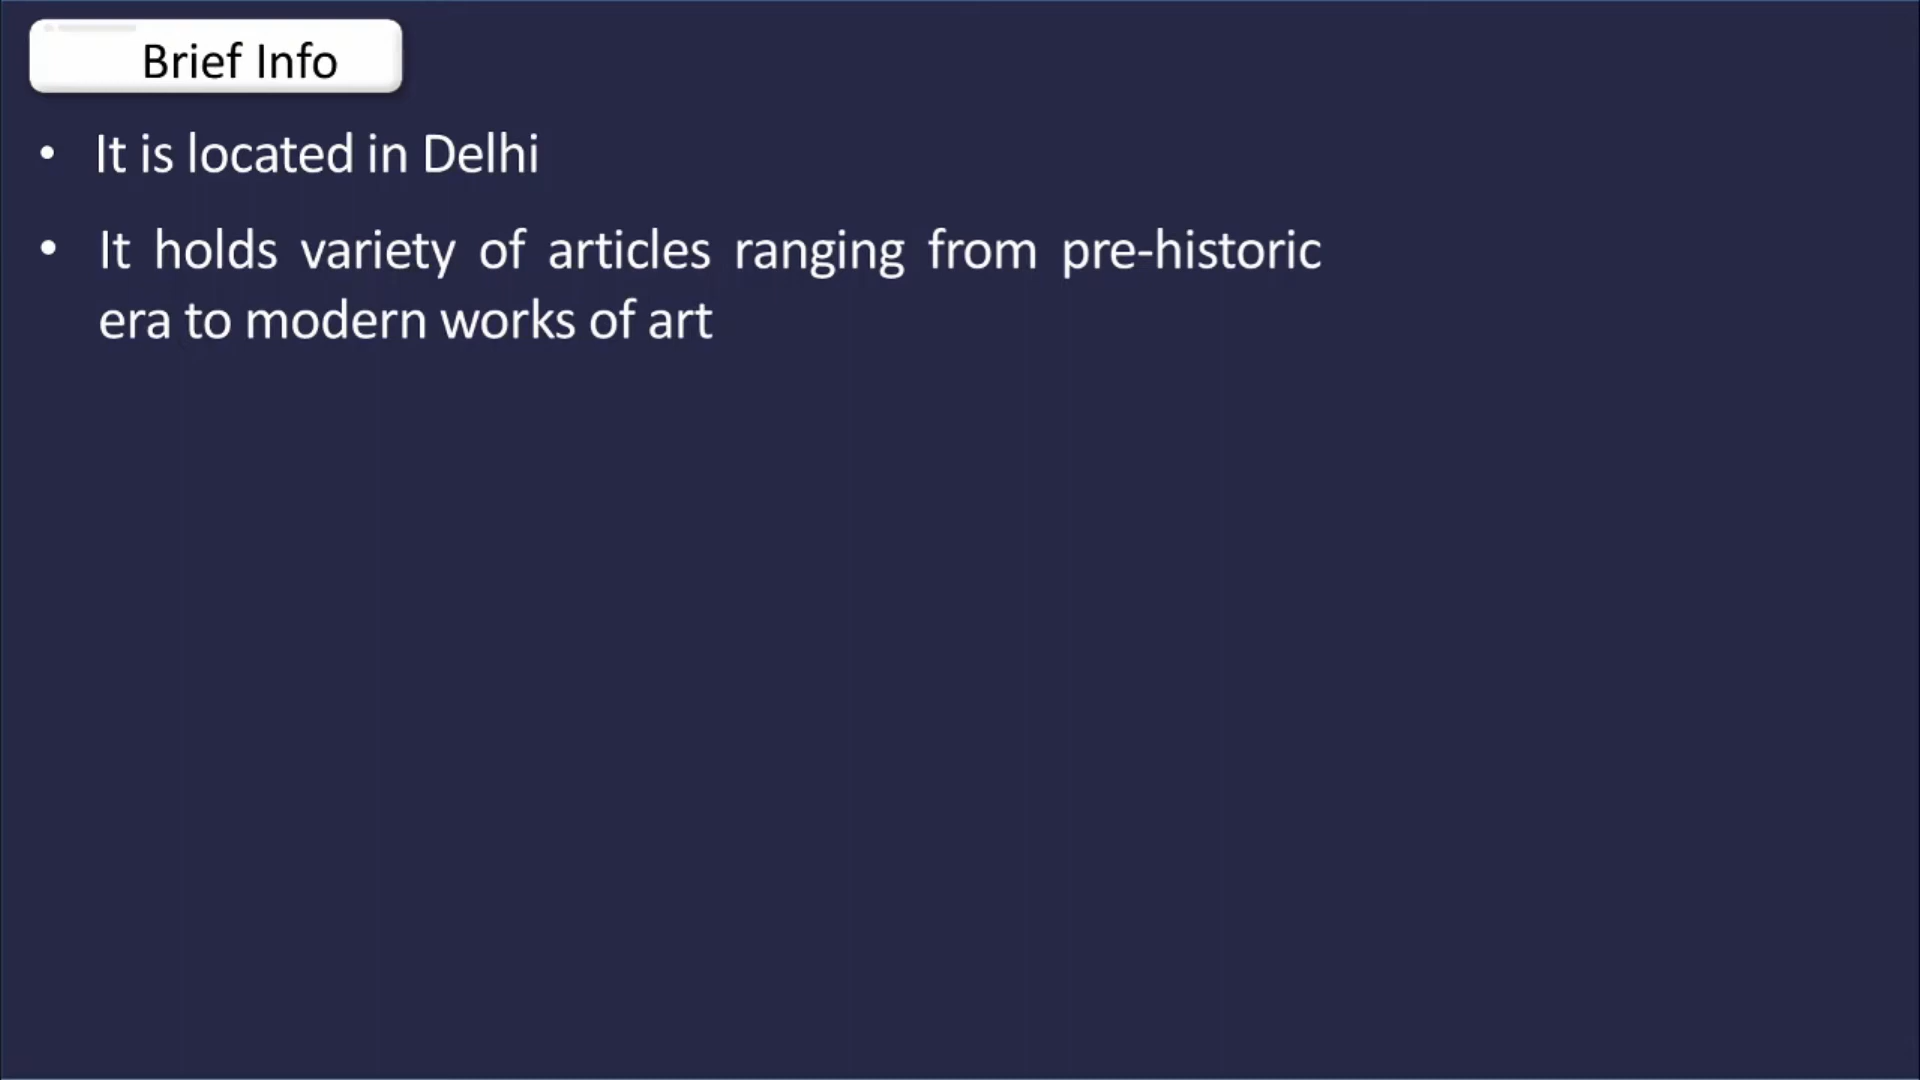 Brief Info
• It is located in Delhi
• It holds variety of articles ranging from pre-historic
era to modern works of art